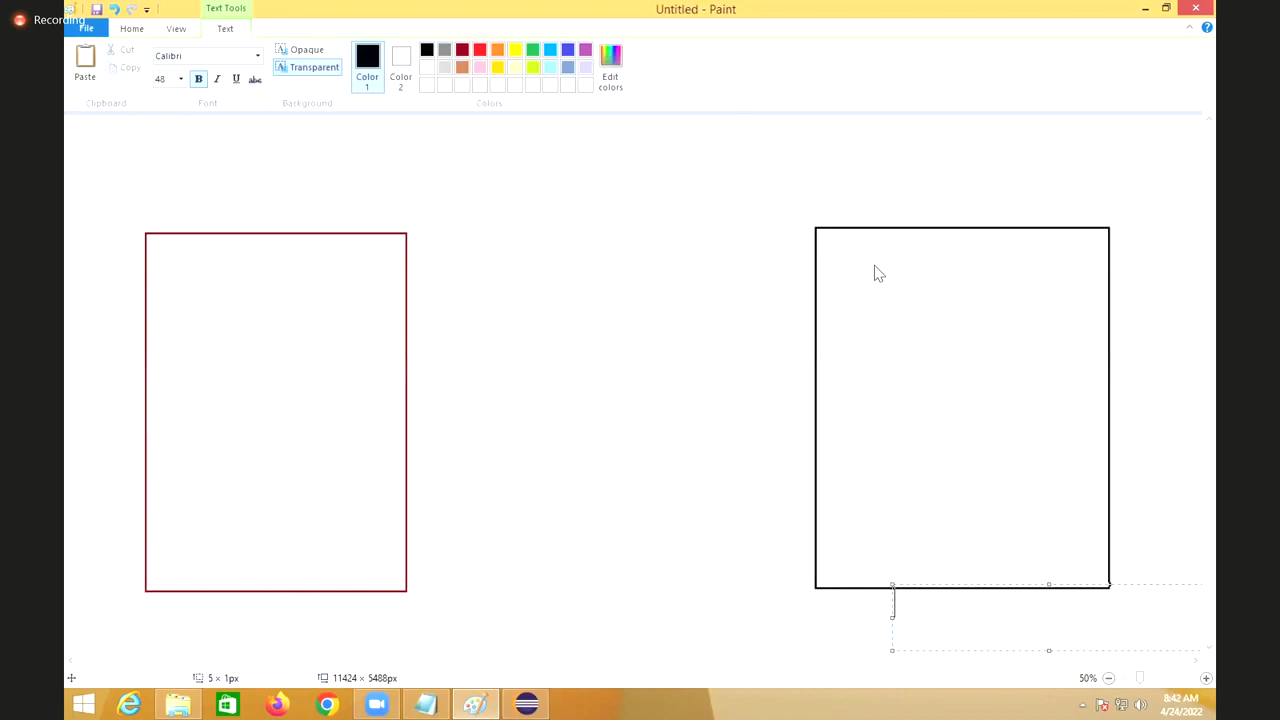 Recording
Text Tools
Untitled - Paint
File
Home
View
Text
Paste
Cut
Copy
Clipboard
Calibri
48
B
I
U
abc
Font
Opaque
Transparent
Background
Color 1
Color 2
Edit colors
Colors
5 × 1px
11424 × 5488px
50%
8:42 AM
4/24/2022